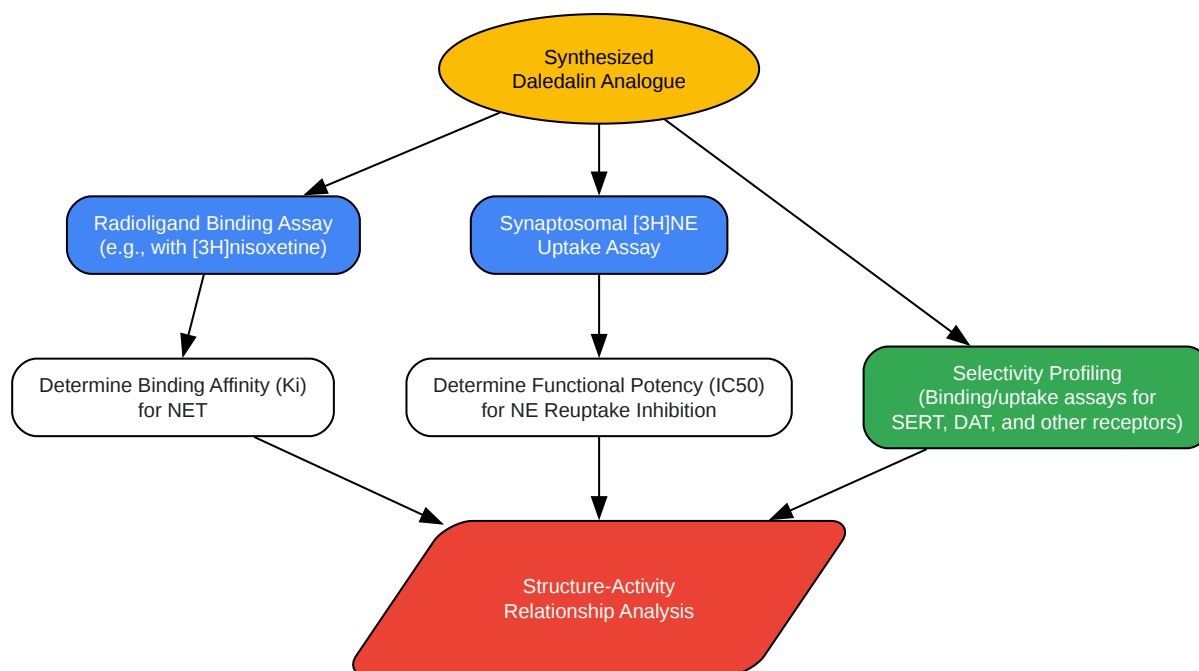 Synthesized
Daledalin Analogue
Radioligand Binding Assay
(e.g., with [3H]nisoxetine)
Synaptosomal [3H]NE
Uptake Assay
Determine Binding Affinity (Ki)
for NET
Determine Functional Potency (IC50)
for NE Reuptake Inhibition
Selectivity Profiling
(Binding/uptake assays for
SERT, DAT, and other receptors)
Structure-Activity
Relationship Analysis